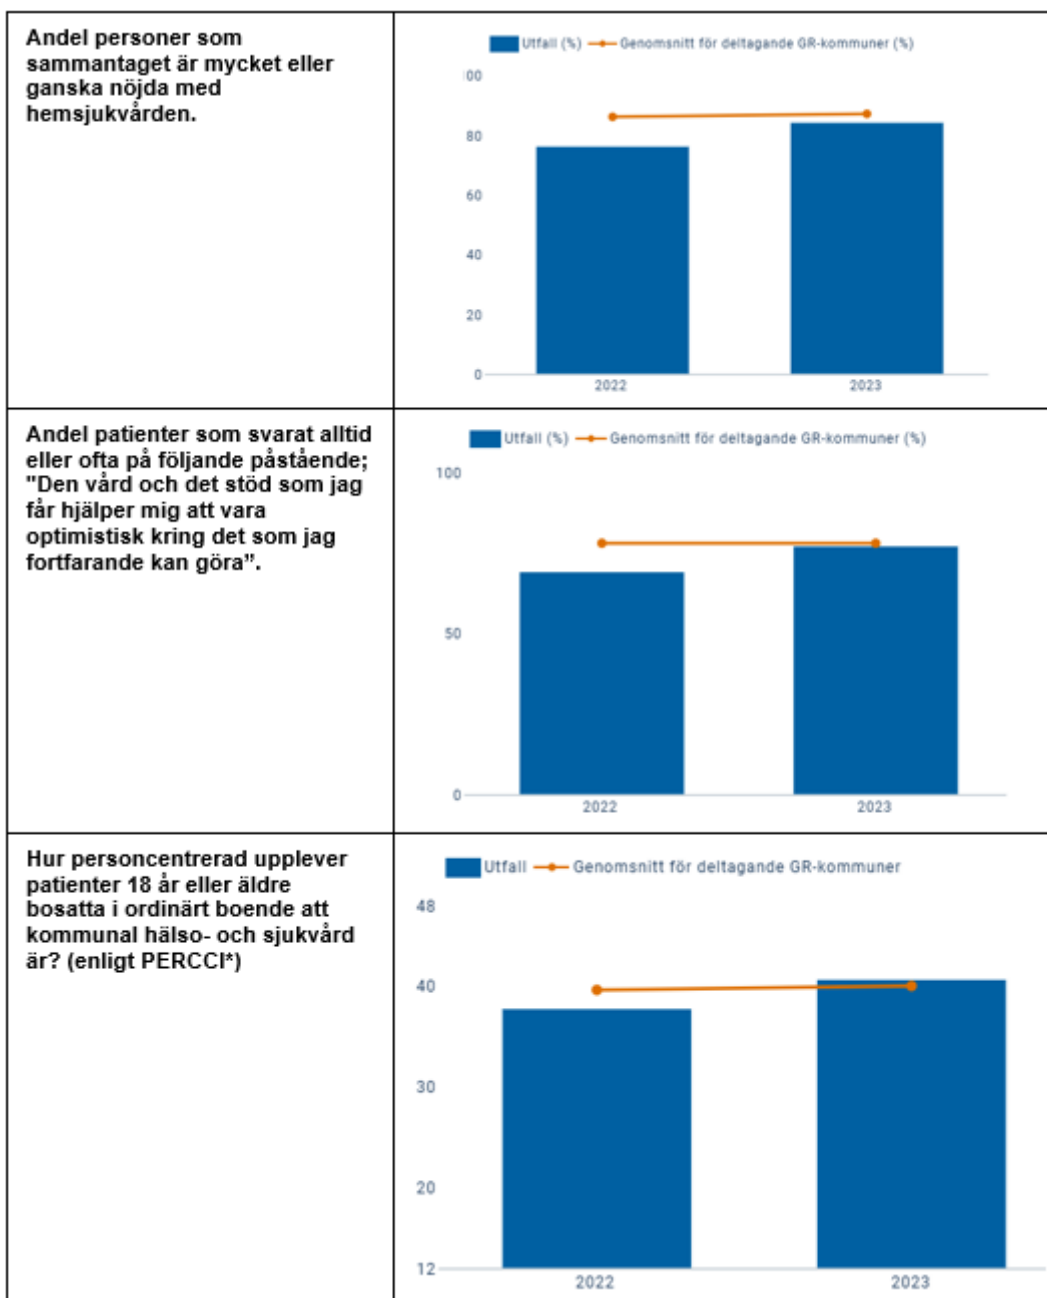 Andel personer som
sammantaget är mycket eller
ganska nöjda med
hemsjukvården.
Utfall (%) Genomsnitt för deltagande GR-kommuner (%)
00
80
60
40
20
0
2022 2023
Andel patienter som svarat alltid
eller ofta på följande påstående;
"Den vård och det stöd som jag
får hjälper mig att vara
optimistisk kring det som jag
fortfarande kan göra”.
Utfall (%) Genomsnitt för deltagande GR-kommuner (%)
100
50
0
2022 2023
Hur personcentrerad upplever
patienter 18 år eller äldre
bosatta i ordinärt boende att
kommunal hälso- och sjukvård
är? (enligt PERCCI*)
Utfall Genomsnitt för deltagande GR-kommuner
48
40
30
20
12
2022 2023